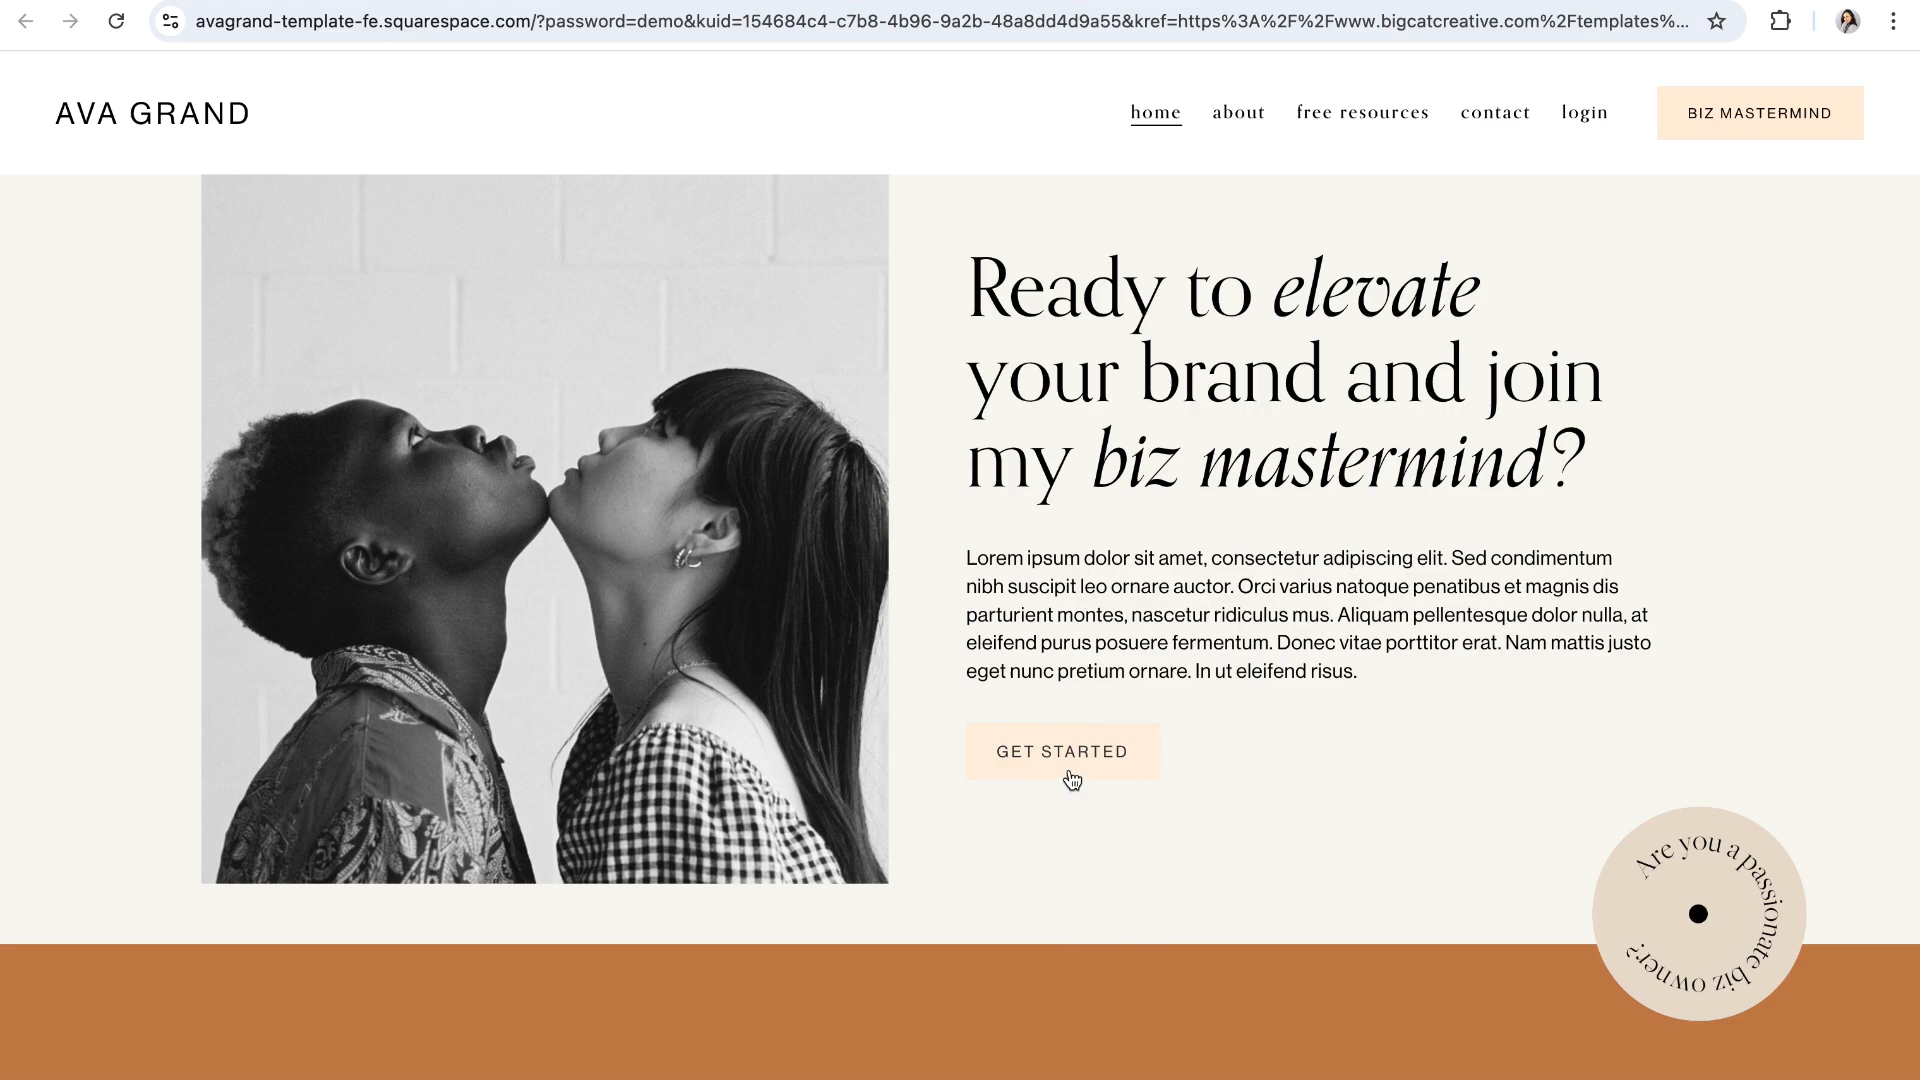 avagrand-template-fe.squarespace.com/?password=demo&kuid=154684c4-c7b8-4b96-9a2b-48a8dd4d9a55&kref=https%3A%2F%2Fwww.bigcatcreative.com%2Ftemplates%...
AVA GRAND
home about free resources contact login
BIZ MASTERMIND
Ready to elevate
your brand and join
my biz mastermind?
Lorem ipsum dolor sit amet, consectetur adipiscing elit. Sed condimentum
nibh suscipit leo ornare auctor. Orci varius natoque penatibus et magnis dis
parturient montes, nascetur ridiculus mus. Aliquam pellentesque dolor nulla, at
eleifend purus posuere fermentum. Donec vitae porttitor erat. Nam mattis justo
eget nunc pretium ornare. In ut eleifend risus.
GET STARTED
Are you a passionate biz owner?